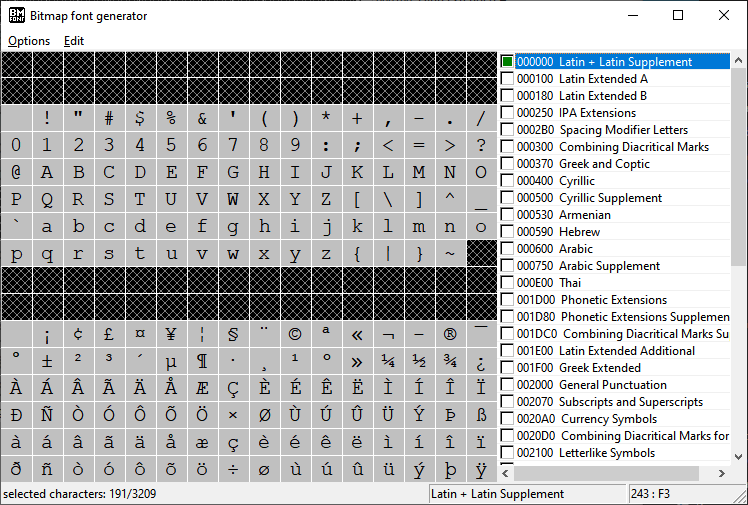 BM FONT Bitmap font generator
Options Edit
! " # $ % & ' ( ) * + , - . /
0 1 2 3 4 5 6 7 8 9 : ; < = > ?
@ A B C D E F G H I J K L M N O
P Q R S T U V W X Y Z [ \ ] ^ _
` a b c d e f g h i j k l m n o
p q r s t u v w x y z { | } ~
¡ ¢ £ ¤ ¥ ¦ § ¨ © ª « ¬ - ® ¯
° ± ² ³ ´ µ ¶ · ¸ ¹ º » ¼ ½ ¾ ¿
À Á Â Ã Ä Å Æ Ç È É Ê Ë Ì Í Î Ï
Ð Ñ Ò Ó Ô Õ Ö × Ø Ù Ú Û Ü Ý Þ ß
à á â ã ä å æ ç è é ê ë ì í î ï
ð ñ ò ó ô õ ö ÷ ø ù ú û ü ý þ ÿ
000000 Latin + Latin Supplement
000100 Latin Extended A
000180 Latin Extended B
000250 IPA Extensions
0002B0 Spacing Modifier Letters
000300 Combining Diacritical Marks
000370 Greek and Coptic
000400 Cyrillic
000500 Cyrillic Supplement
000530 Armenian
000590 Hebrew
000600 Arabic
000750 Arabic Supplement
000E00 Thai
001D00 Phonetic Extensions
001D80 Phonetic Extensions Supplemen
001DC0 Combining Diacritical Marks Su
001E00 Latin Extended Additional
001F00 Greek Extended
002000 General Punctuation
002070 Subscripts and Superscripts
0020A0 Currency Symbols
0020D0 Combining Diacritical Marks for
002100 Letterlike Symbols
selected characters: 191/3209
Latin + Latin Supplement
243 : F3